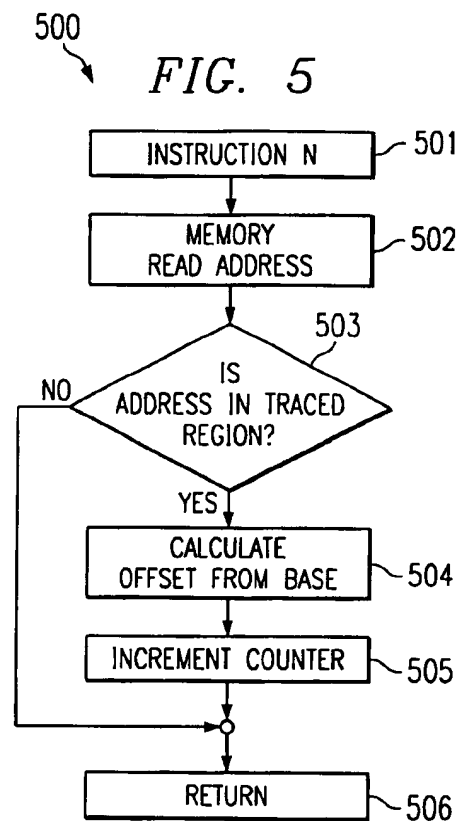 500
FIG. 5
INSTRUCTION N
501
MEMORY
READ ADDRESS
502
503
IS
ADDRESS IN TRACED
REGION?
NO
YES
CALCULATE
OFFSET FROM BASE
504
INCREMENT COUNTER
505
RETURN
506